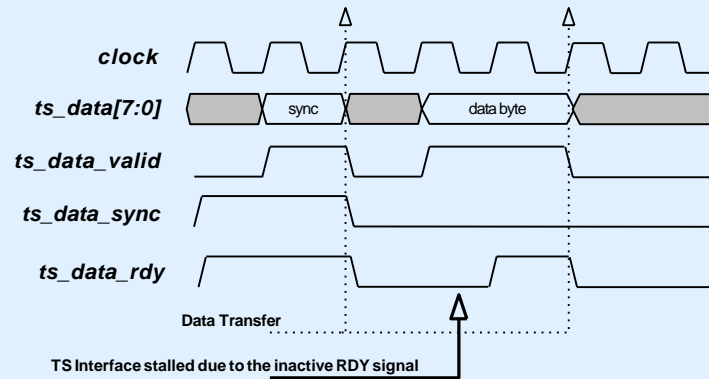 clock
ts_data[7:0]
sync
data byte
ts_data_valid
ts_data_sync
ts_data_rdy
Data Transfer
TS Interface stalled due to the inactive RDY signal